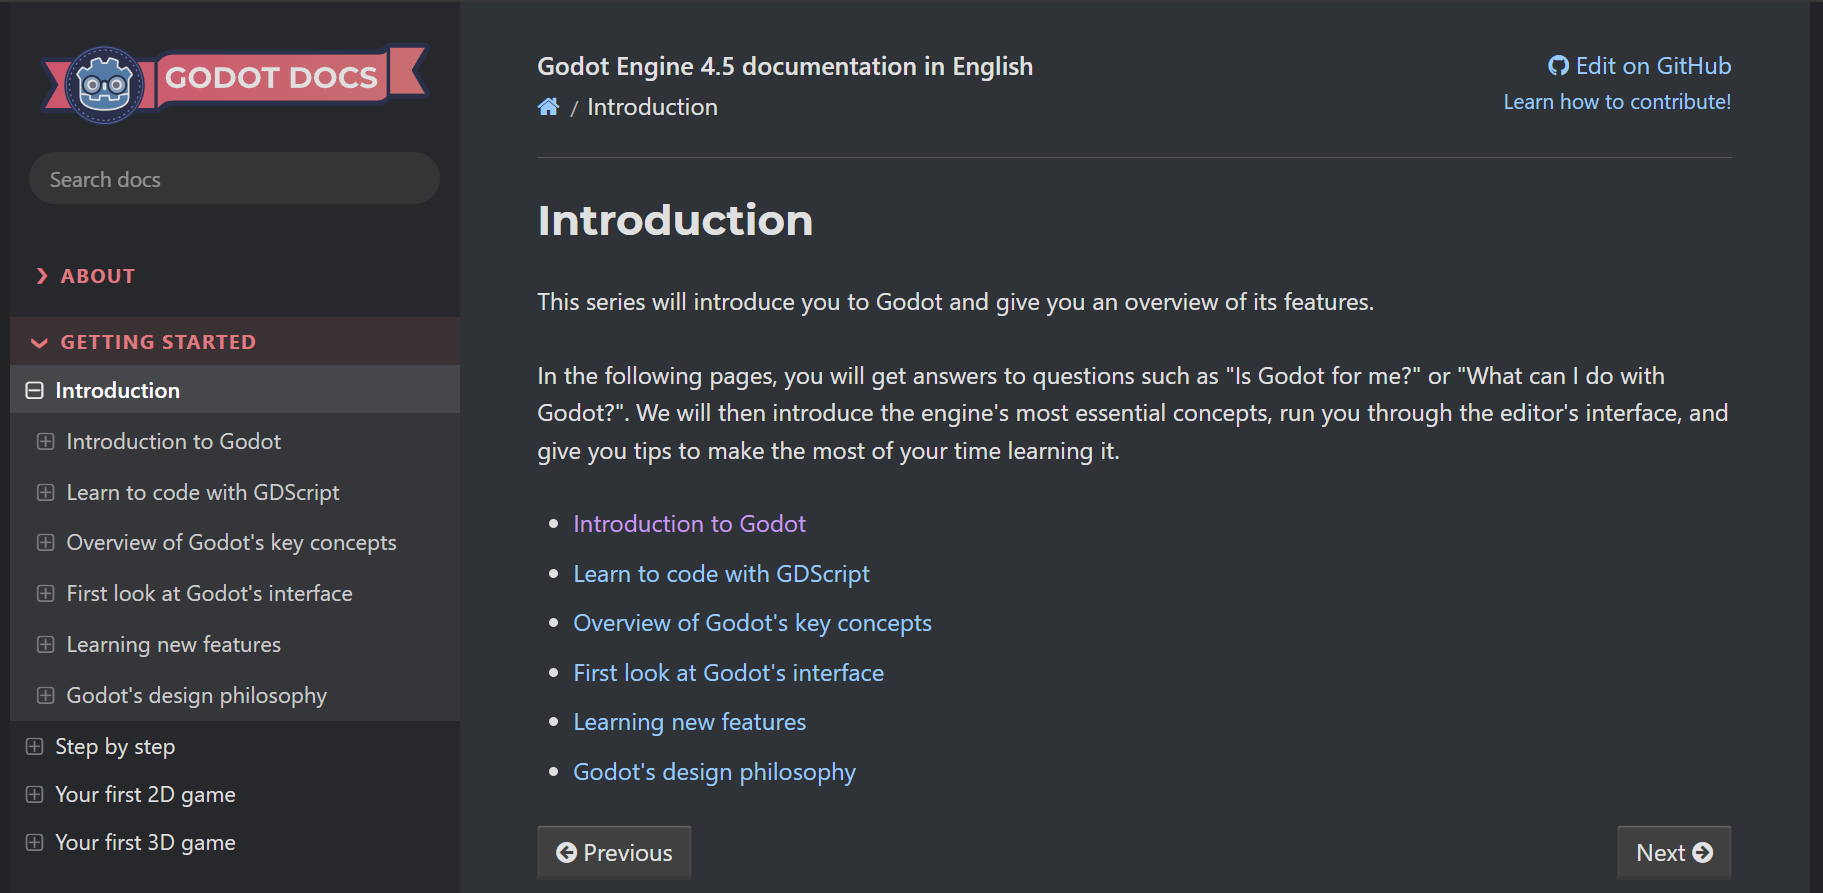 GODOT DOCS
Search docs
ABOUT
GETTING STARTED
Introduction
Introduction to Godot
Learn to code with GDScript
Overview of Godot's key concepts
First look at Godot's interface
Learning new features
Godot's design philosophy
Step by step
Your first 2D game
Your first 3D game
Godot Engine 4.5 documentation in English
/ Introduction
Edit on GitHub
Learn how to contribute!
Introduction
This series will introduce you to Godot and give you an overview of its features.
In the following pages, you will get answers to questions such as "Is Godot for me?" or "What can I do with
Godot?". We will then introduce the engine's most essential concepts, run you through the editor's interface, and
give you tips to make the most of your time learning it.
• Introduction to Godot
• Learn to code with GDScript
• Overview of Godot's key concepts
• First look at Godot's interface
• Learning new features
• Godot's design philosophy
Previous
Next